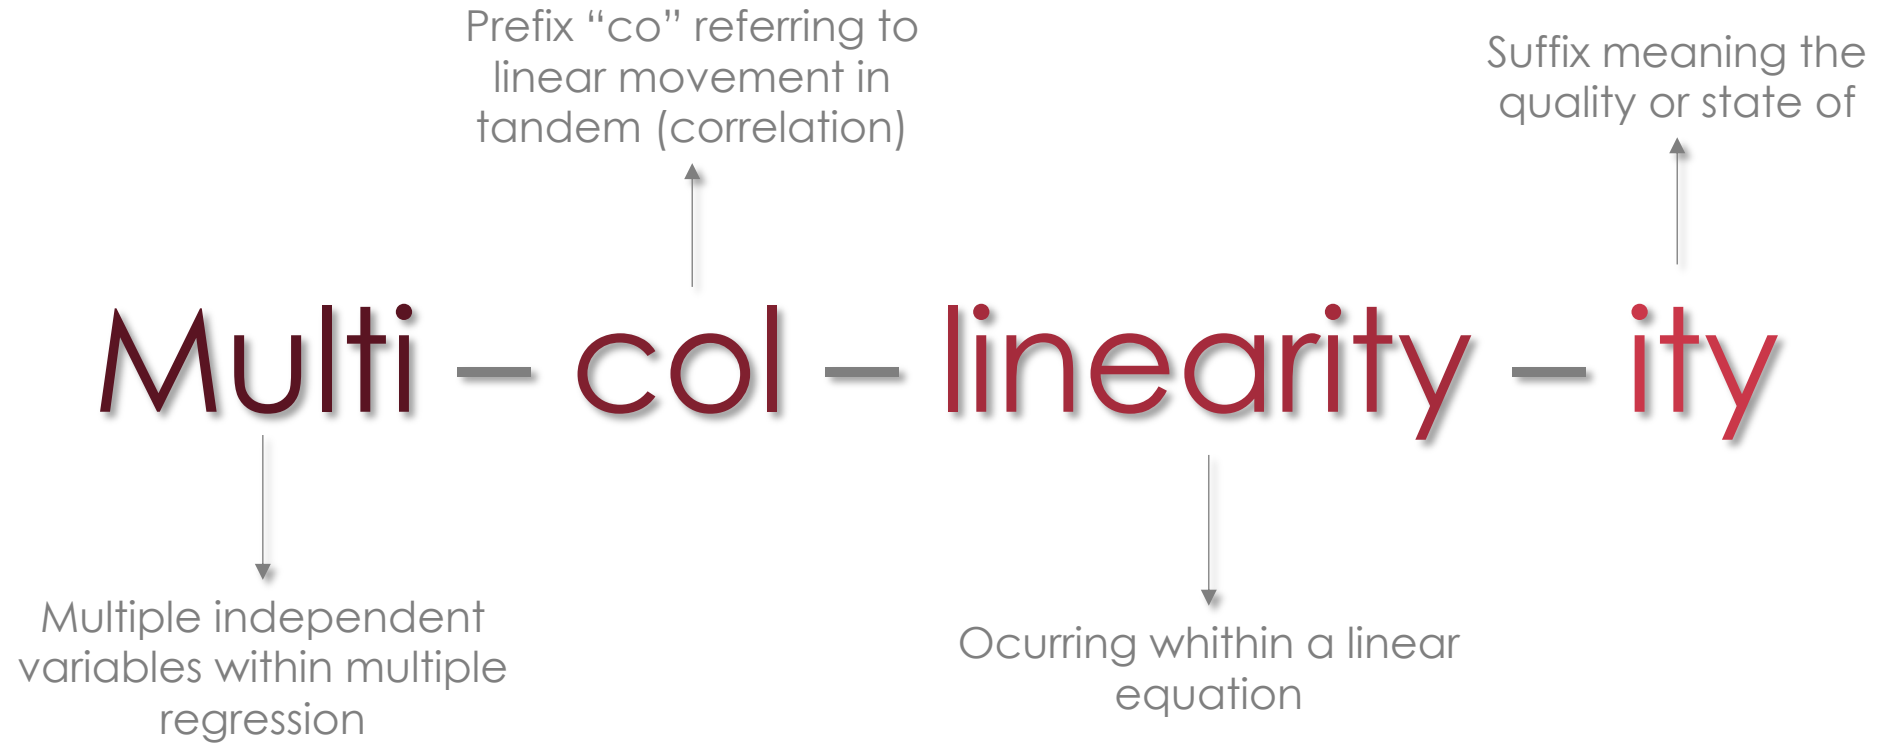 Prefix “co” referring to
linear movement in
tandem (correlation)
Suffix meaning the
quality or state of
Multi – col – linearity – ity
Multiple independent
variables within multiple
regression
Ocurring whithin a linear
equation